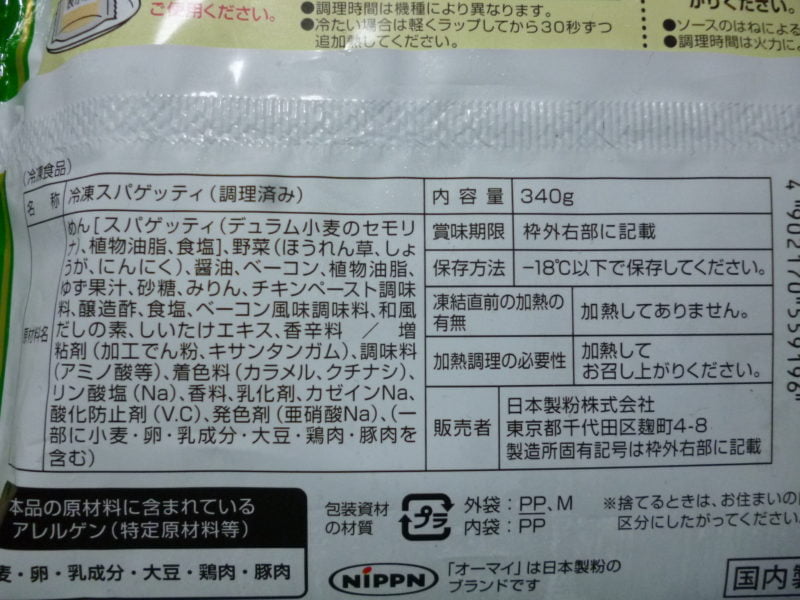 ご使用ください。
●調理時間は機種により異なります。
●冷たい場合は軽くラップしてから30秒ずつ
追加熱してください。
がりください。
●ソースのはねによる
●調理時間は火力に
(冷凍食品)
名 称
冷凍スパゲッティ(調理済み)
原材料名
めん[スパゲッティ(デュラム小麦のセモリ
ナ)、植物油脂、食塩]、野菜(ほうれん草、しょ
うが、にんにく)、醤油、ベーコン、植物油脂、
ゆず果汁、砂糖、みりん、チキンペースト調味
料、醸造酢、食塩、ベーコン風味調味料、和風
だしの素、しいたけエキス、香辛料 / 増
粘剤(加工でん粉、キサンタンガム)、調味料
(アミノ酸等)、着色料(カラメル、クチナシ)、
リン酸塩(Na)、香料、乳化剤、カゼインNa、
酸化防止剤(V.C)、発色剤(亜硝酸Na)、(一
部に小麦・卵・乳成分・大豆・鶏肉・豚肉を
含む)
内 容 量
340g
賞味期限
枠外右部に記載
保存方法
−18℃以下で保存してください。
凍結直前の加熱の
有無
加熱してありません。
加熱調理の必要性
加熱して
お召し上がりください。
販売者
日本製粉株式会社
東京都千代田区麹町4-8
製造所固有記号は枠外右部に記載
4 902170 559196
本品の原材料に含まれている
アレルゲン(特定原材料等)
麦・卵・乳成分・大豆・鶏肉・豚肉
包装資材
の材質
プラ
外袋：PP、M
内袋：PP
※捨てるときは、お住まいの
区分にしたがってください
NIPPN
「オーマイ」は日本製粉の
ブランドです
国内製